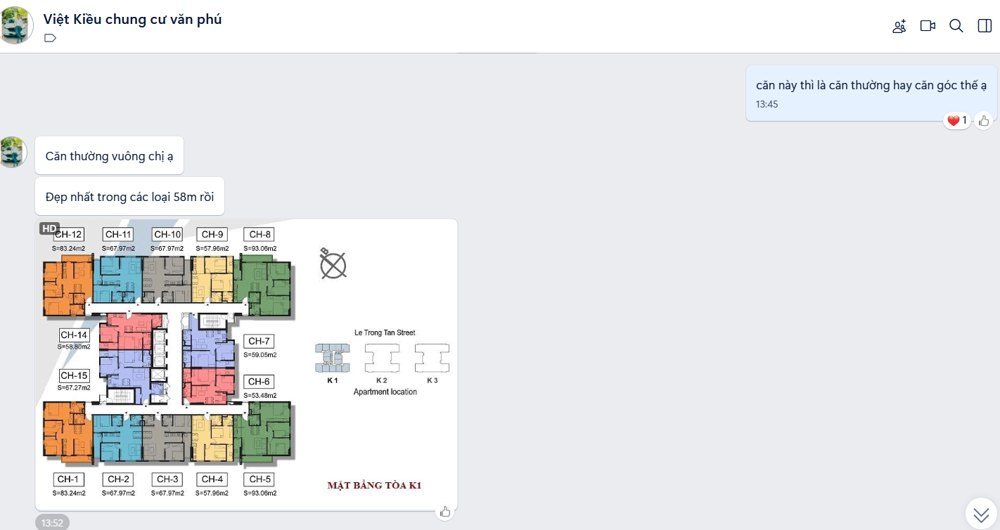 Việt Kiều chung cư văn phú
căn này thì là căn thường hay căn góc thế ạ
13:45
1
Căn thường vuông chị ạ
Đẹp nhất trong các loại 58m rồi
HD
CH-12 CH-11 CH-10 CH-9 CH-8
S=83.24m2 S=67.97m2 S=67.97m2 S=57.96m2 S=93.06m2
B
CH-14
S=58.80m2
CH-7
S=59.05m2
CH-15
S=67.27m2
CH-6
S=53.48m2
Le Trong Tan Street
K 1 K 2 K 3
Apartment location
CH-1 CH-2 CH-3 CH-4 CH-5
S=83.24m2 S=67.97m2 S=67.97m2 S=57.96m2 S=93.06m2
MẶT BẰNG TÒA K1
13:52